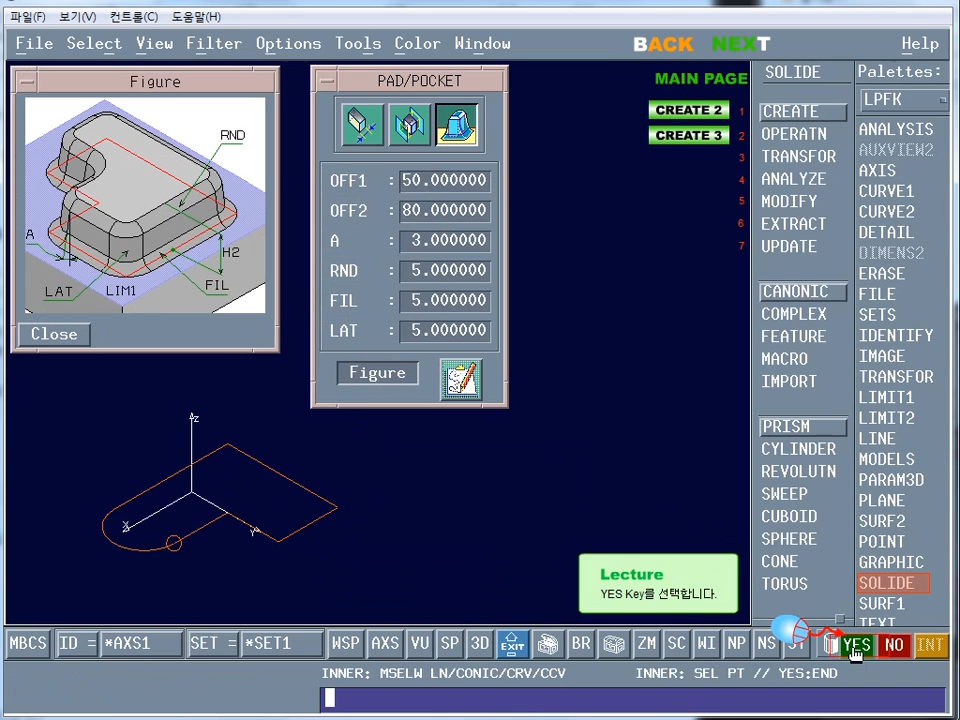 파일(F) 보기(V) 컨트롤(C) 도움말(H)
File Select View Filter Options Tools Color Window BACK NEXT Help
Figure
RND
A
H2
LAT
LIM1
FIL
Close
PAD/POCKET
OFF1 : 50.000000
OFF2 : 80.000000
A : 3.000000
RND : 5.000000
FIL : 5.000000
LAT : 5.000000
Figure
MAIN PAGE
CREATE 2 1
CREATE 3 2
3
4
5
6
7
SOLIDE
CREATE
OPERATN
TRANSFOR
ANALYZE
MODIFY
EXTRACT
UPDATE
CANONIC
COMPLEX
FEATURE
MACRO
IMPORT
PRISM
CYLINDER
REVOLUTN
SWEEP
CUBOID
SPHERE
CONE
TORUS
Palettes:
LPFK
ANALYSIS
AUXVIEW2
AXIS
CURVE1
CURVE2
DETAIL
DIMENS2
ERASE
FILE
SETS
IDENTIFY
IMAGE
TRANSFOR
LIMIT1
LIMIT2
LINE
MODELS
PARAM3D
PLANE
SURF2
POINT
GRAPHIC
SOLIDE
SURF1
TEXT
Z
X
Y
Lecture
YES Key를 선택합니다.
MBCS ID = *AXS1 SET = *SET1 WSP AXS VU SP 3D EXIT BR ZM SC WI NP NS YES NO INT
INNER: MSELW LN/CONIC/CRV/CCV INNER: SEL PT // YES:END